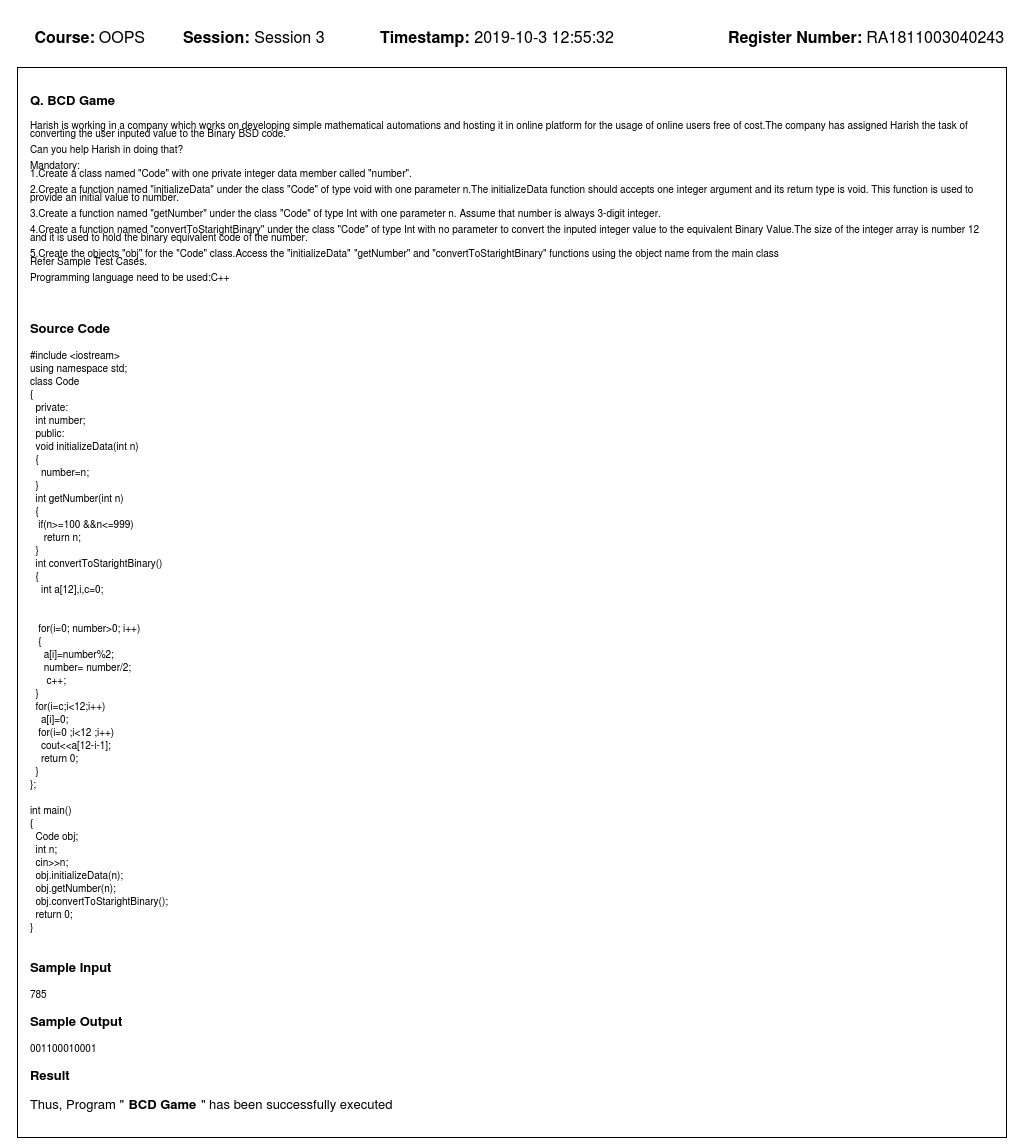 Course: OOPS Session: Session 3 Timestamp: 2019-10-3 12:55:32 Register Number: RA1811003040243
Q. BCD Game
Harish is working in a company which works on developing simple mathematical automations and hosting it in online platform for the usage of online users free of cost.The company has assigned Harish the task of
converting the user inputed value to the Binary BSD code.
Can you help Harish in doing that?
Mandatory:
1.Create a class named "Code" with one private integer data member called "number".
2.Create a function named "initializeData" under the class "Code" of type void with one parameter n.The initializeData function should accepts one integer argument and its return type is void. This function is used to
provide an initial value to number.
3.Create a function named "getNumber" under the class "Code" of type Int with one parameter n. Assume that number is always 3-digit integer.
4.Create a function named "convertToStarightBinary" under the class "Code" of type Int with no parameter to convert the inputed integer value to the equivalent Binary Value.The size of the integer array is number 12
and it is used to hold the binary equivalent code of the number.
5.Create the objects "obj" for the "Code" class.Access the "initializeData" "getNumber" and "convertToStarightBinary" functions using the object name from the main class
Refer Sample Test Cases.
Programming language need to be used:C++
Source Code
#include <iostream>
using namespace std;
class Code
{
private:
int number;
public:
void initializeData(int n)
{
number=n;
}
int getNumber(int n)
{
if(n>=100 &&n<=999)
return n;
}
int convertToStarightBinary()
{
int a[12],i,c=0;
for(i=0; number>0; i++)
{
a[i]=number%2;
number= number/2;
c++;
}
for(i=c;i<12;i++)
a[i]=0;
for(i=0 ;i<12 ;i++)
cout<<a[12-i-1];
return 0;
}
};
int main()
{
Code obj;
int n;
cin>>n;
obj.initializeData(n);
obj.getNumber(n);
obj.convertToStarightBinary();
return 0;
}
Sample Input
785
Sample Output
001100010001
Result
Thus, Program " BCD Game " has been successfully executed